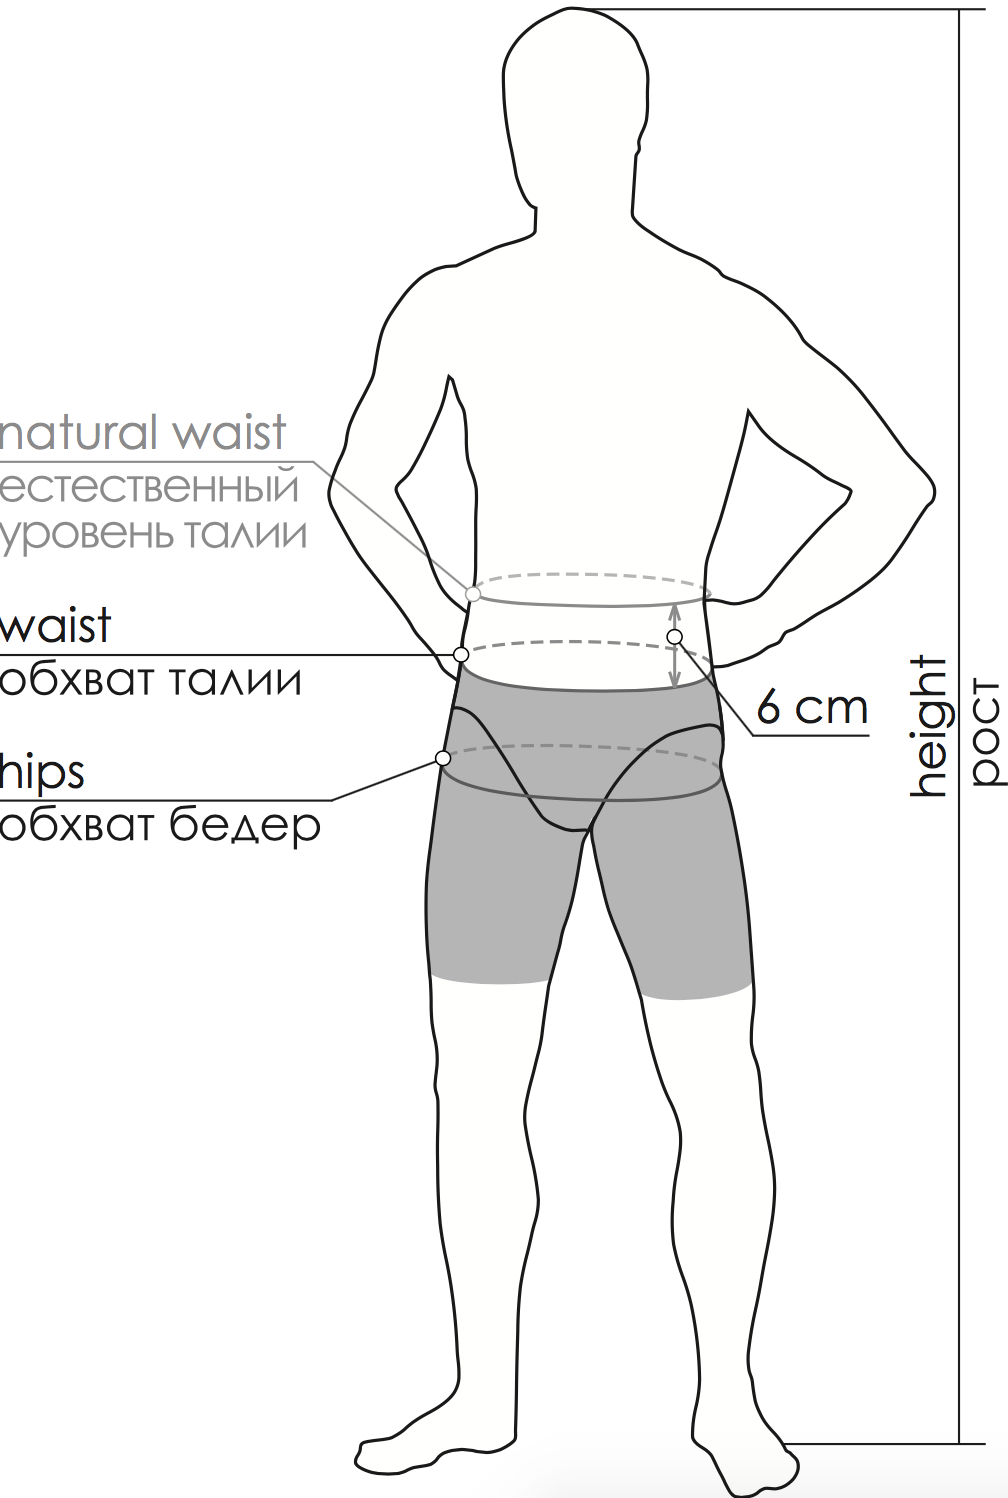 natural waist
естественный
уровень талии
waist
обхват талии
6 cm
hips
обхват бедер
height
рост